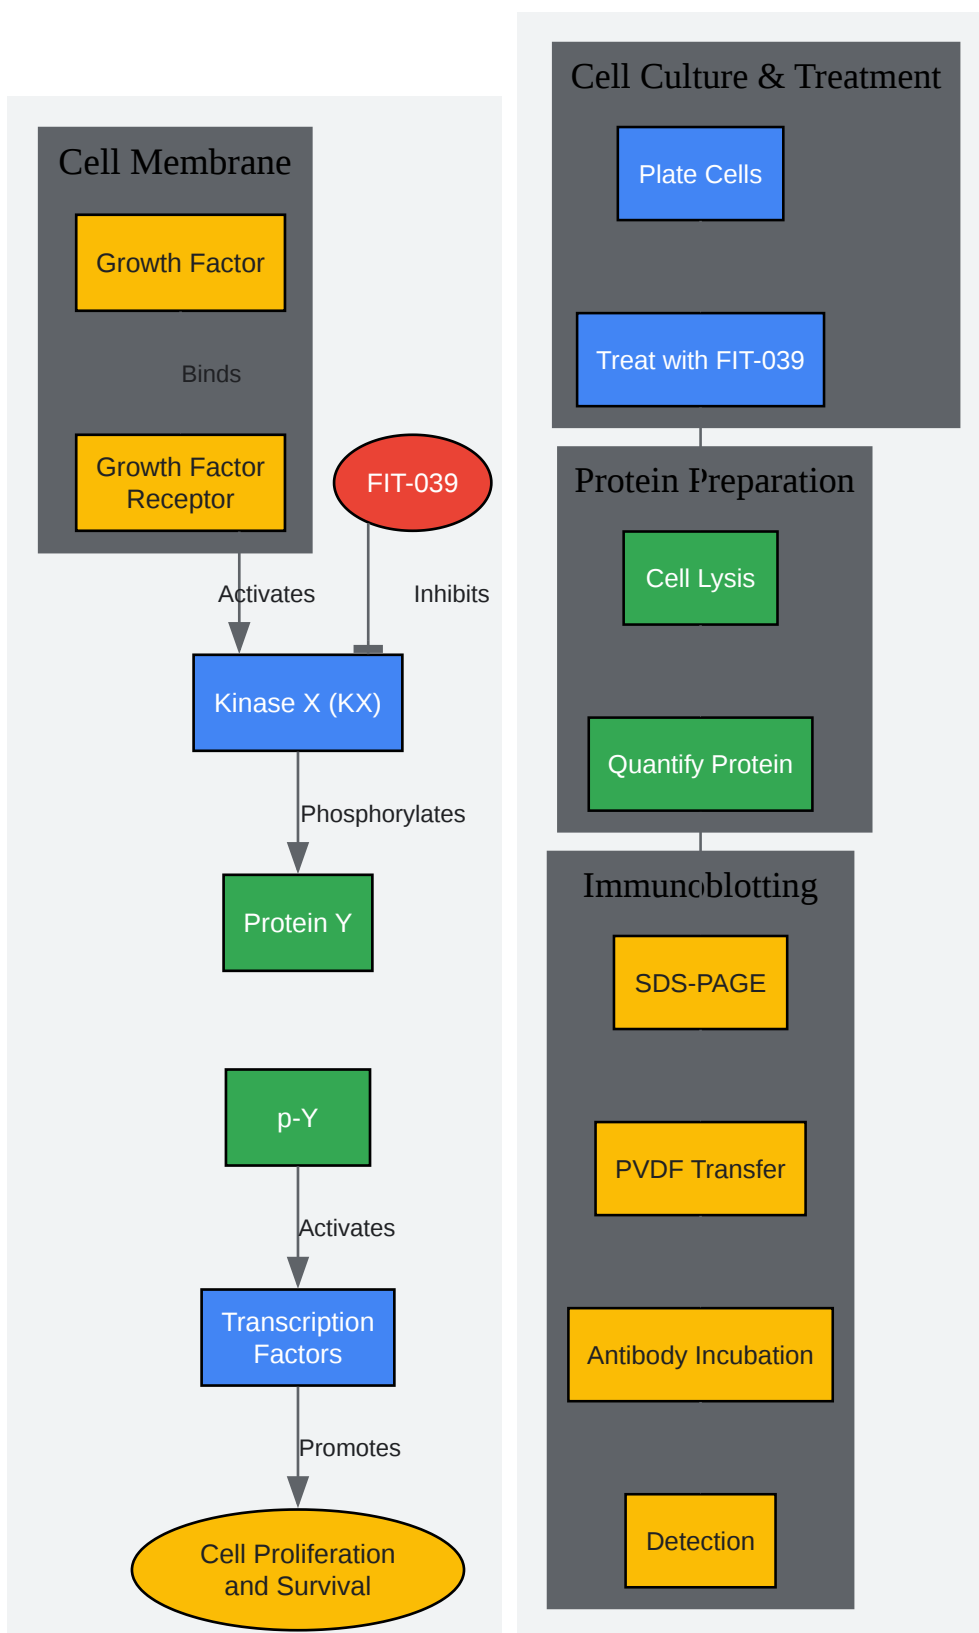 Cell Membrane
Growth Factor
Binds
Growth Factor
Receptor
FIT-039
Activates
Inhibits
Kinase X (KX)
Phosphorylates
Protein Y
p-Y
Activates
Transcription
Factors
Promotes
Cell Proliferation
and Survival
Cell Culture & Treatment
Plate Cells
Treat with FIT-039
Protein Preparation
Cell Lysis
Quantify Protein
Immunoblotting
SDS-PAGE
PVDF Transfer
Antibody Incubation
Detection